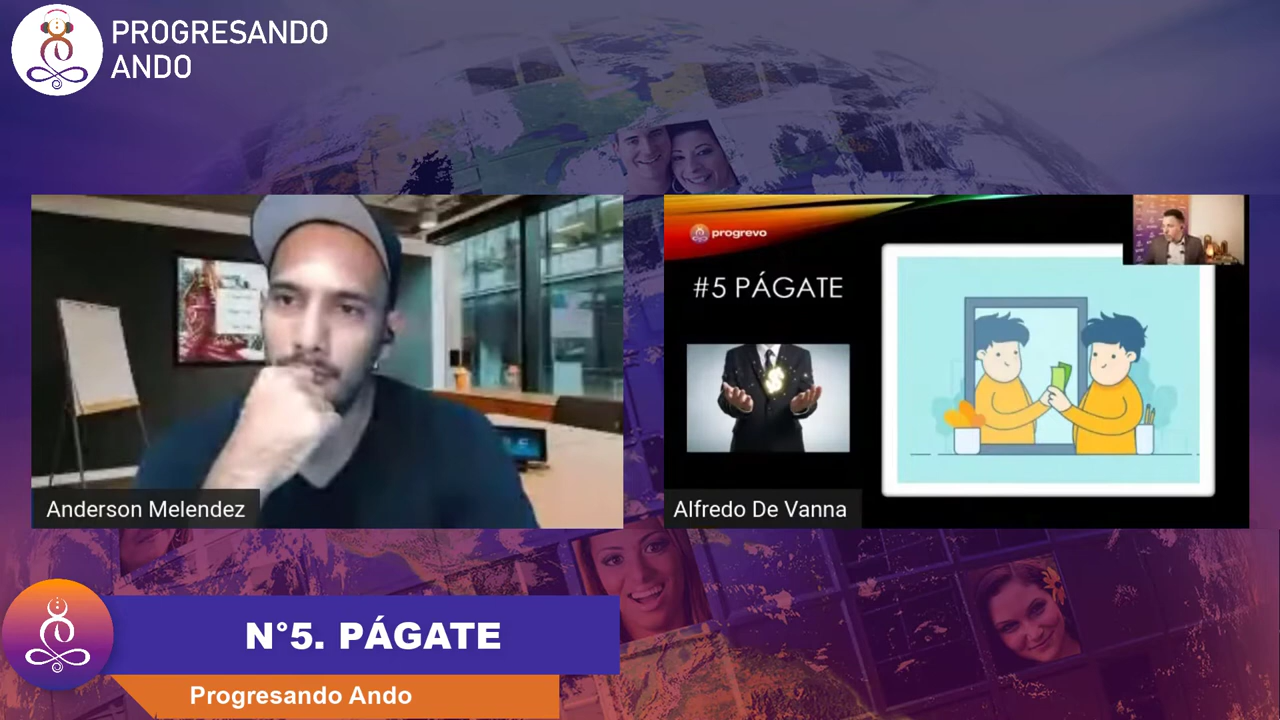 PROGRESANDO
ANDO
progrevo
#5 PÁGATE
Anderson Melendez
Alfredo De Vanna
N°5. PÁGATE
Progresando Ando